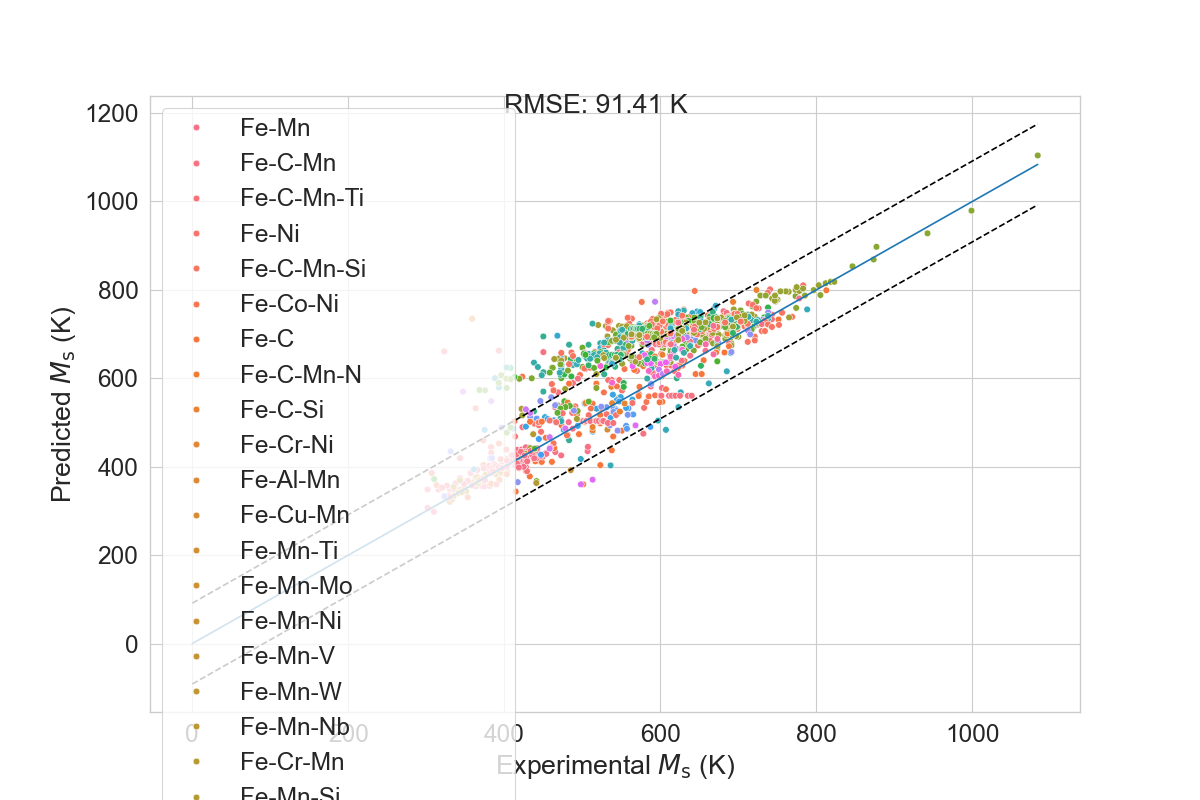 RMSE: 91.41 K
1200
1000
800
600
400
200
0
Predicted Ms (K)
Fe-Mn
Fe-C-Mn
Fe-C-Mn-Ti
Fe-Ni
Fe-C-Mn-Si
Fe-Co-Ni
Fe-C
Fe-C-Mn-N
Fe-C-Si
Fe-Cr-Ni
Fe-Al-Mn
Fe-Cu-Mn
Fe-Mn-Ti
Fe-Mn-Mo
Fe-Mn-Ni
Fe-Mn-V
Fe-Mn-W
Fe-Mn-Nb
Fe-Cr-Mn
Fe-Mn-Si
0 200 400 600 800 1000
Experimental Ms (K)